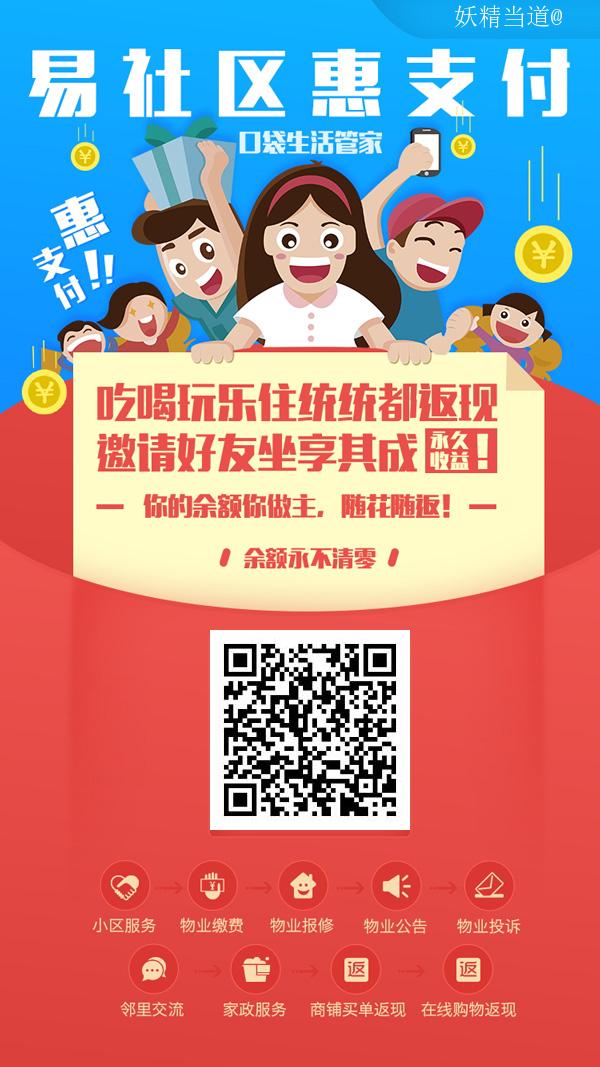 妖精当道@
易社区惠支付
口袋生活管家
惠
支付!!
吃喝玩乐住统统都返现
邀请好友坐享其成永久收益!
你的余额你做主，随花随返!
余额永不清零
小区服务 物业缴费 物业报修 物业公告 物业投诉
邻里交流 家政服务 商铺买单返现 在线购物返现
返 返